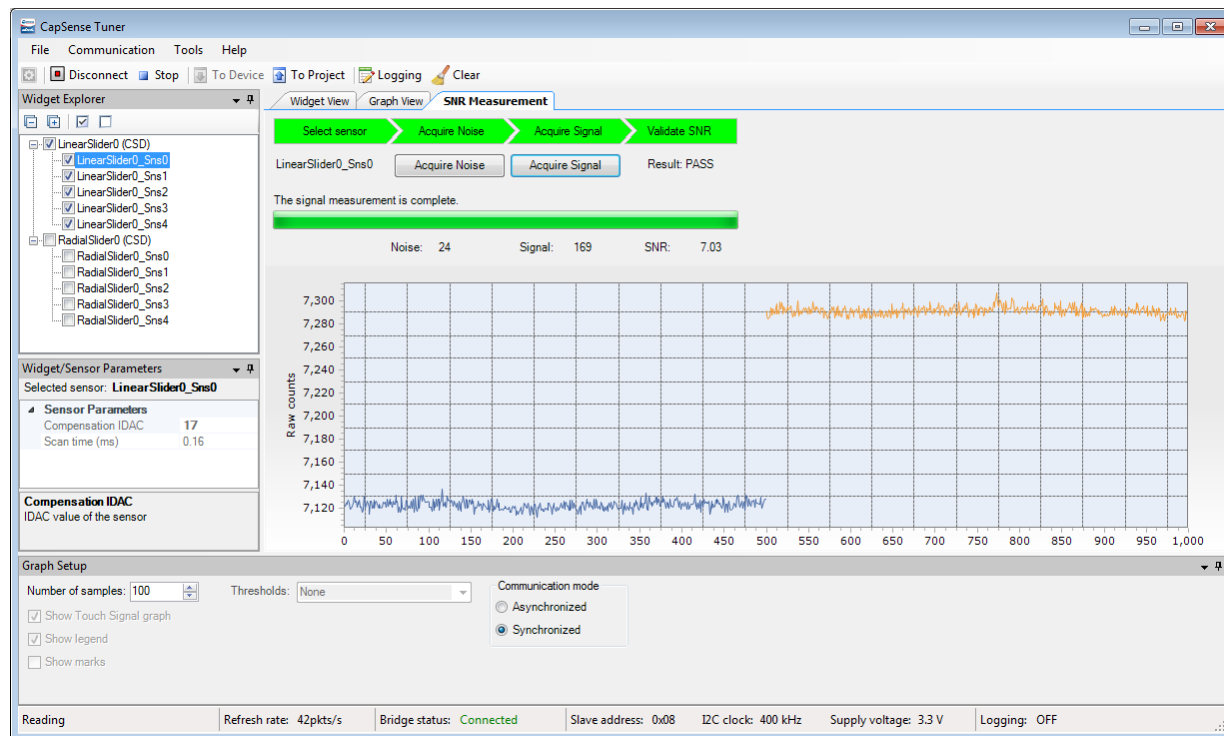 CapSense Tuner
File Communication Tools Help
Disconnect Stop To Device To Project Logging Clear
Widget Explorer
LinearSlider0 (CSD)
LinearSlider0_Sns0
LinearSlider0_Sns1
LinearSlider0_Sns2
LinearSlider0_Sns3
LinearSlider0_Sns4
RadialSlider0 (CSD)
RadialSlider0_Sns0
RadialSlider0_Sns1
RadialSlider0_Sns2
RadialSlider0_Sns3
RadialSlider0_Sns4
Widget/Sensor Parameters
Selected sensor: LinearSlider0_Sns0
Sensor Parameters
Compensation IDAC 17
Scan time (ms) 0.16
Compensation IDAC
IDAC value of the sensor
Widget View Graph View SNR Measurement
Select sensor Acquire Noise Acquire Signal Validate SNR
LinearSlider0_Sns0 Acquire Noise Acquire Signal Result: PASS
The signal measurement is complete.
Noise: 24 Signal: 169 SNR: 7.03
Raw counts
7,300
7,280
7,260
7,240
7,220
7,200
7,180
7,160
7,140
7,120
0 50 100 150 200 250 300 350 400 450 500 550 600 650 700 750 800 850 900 950 1,000
Graph Setup
Number of samples: 100 Thresholds: None
Show Touch Signal graph
Show legend
Show marks
Communication mode
Asynchronized
Synchronized
Reading Refresh rate: 42pkts/s Bridge status: Connected Slave address: 0x08 I2C clock: 400 kHz Supply voltage: 3.3 V Logging: OFF